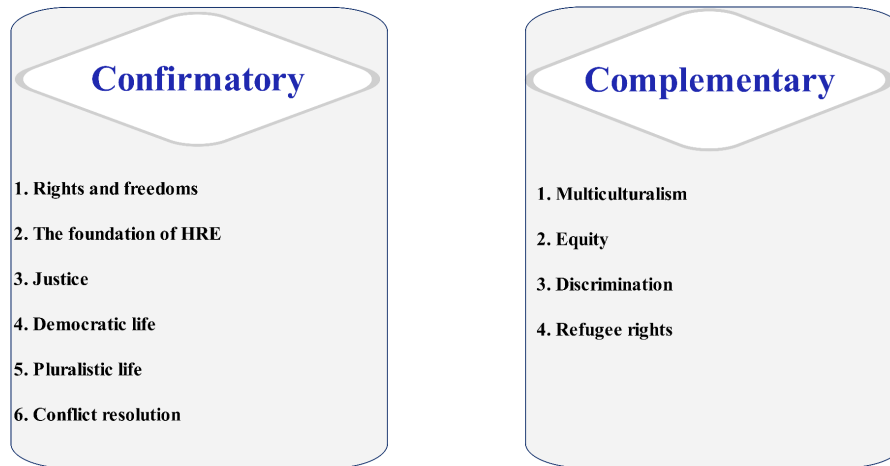 Confirmatory
1. Rights and freedoms
2. The foundation of HRE
3. Justice
4. Democratic life
5. Pluralistic life
6. Conflict resolution
Complementary
1. Multiculturalism
2. Equity
3. Discrimination
4. Refugee rights